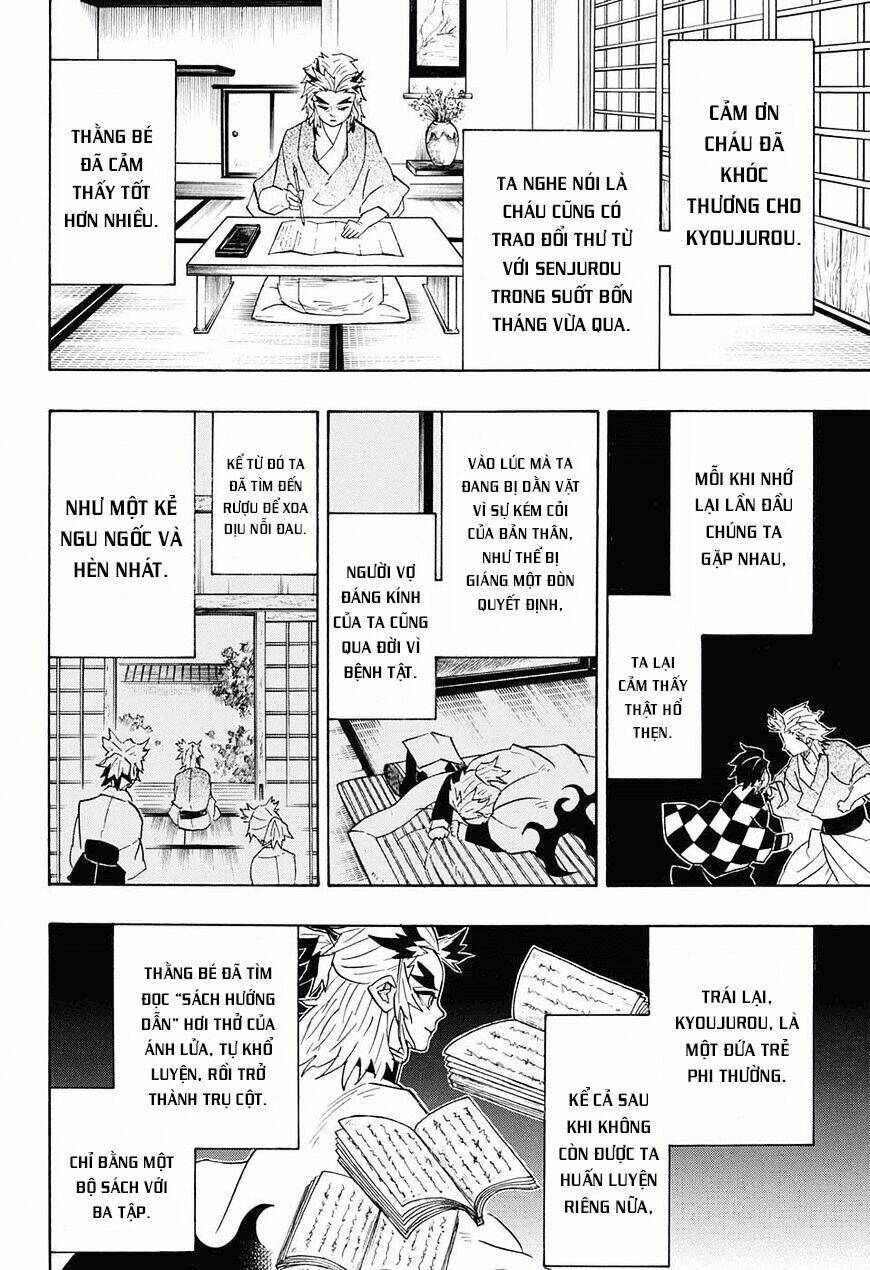 CẢM ƠN
CHÁU ĐÃ
KHÓC
THƯƠNG CHO
KYOUJUROU.
TA NGHE NÓI LÀ
CHÁU CŨNG CÓ
TRAO ĐỔI THƯ TỪ
VỚI SENJUROU
TRONG SUỐT BỐN
THÁNG VỪA QUA.
THẰNG BÉ
ĐÃ CẢM
THẤY TỐT
HƠN NHIỀU.
MỖI KHI NHỚ
LẠI LẦN ĐẦU
CHÚNG TA
GẶP NHAU,
TA LẠI
CẢM THẤY
THẬT HỔ
THẸN.
VÀO LÚC MÀ TA
ĐANG BỊ DẰN VẶT
VÌ SỰ KÉM CỎI
CỦA BẢN THÂN,
NHƯ THỂ BỊ
GIÁNG MỘT ĐÒN
QUYẾT ĐỊNH,
NGƯỜI VỢ
ĐÁNG KÍNH
CỦA TA CŨNG
QUA ĐỜI VÌ
BỆNH TẬT.
KỂ TỪ ĐÓ TA
ĐÃ TÌM ĐẾN
RƯỢU ĐỂ XOA
DỊU NỖI ĐAU.
NHƯ MỘT KẺ
NGU NGỐC VÀ
HÈN NHÁT.
TRÁI LẠI,
KYOUJUROU, LÀ
MỘT ĐỨA TRẺ
PHI THƯỜNG.
KỂ CẢ SAU
KHI KHÔNG
CÒN ĐƯỢC TA
HUẤN LUYỆN
RIÊNG NỮA,
THẰNG BÉ ĐÃ TÌM
ĐỌC “SÁCH HƯỚNG
DẪN” HƠI THỞ CỦA
ÁNH LỬA, TỰ KHỔ
LUYỆN, RỒI TRỞ
THÀNH TRỤ CỘT.
CHỈ BẰNG MỘT
BỘ SÁCH VỚI
BA TẬP.